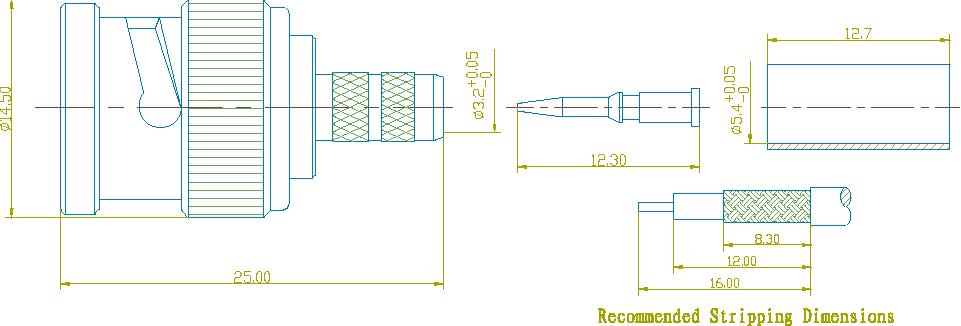 ø14.50
25.00
ø3.2+0.05
-0
12.30
12.7
ø5.4+0.05
-0
8.30
12.00
16.00
Recommended Stripping Dimensions